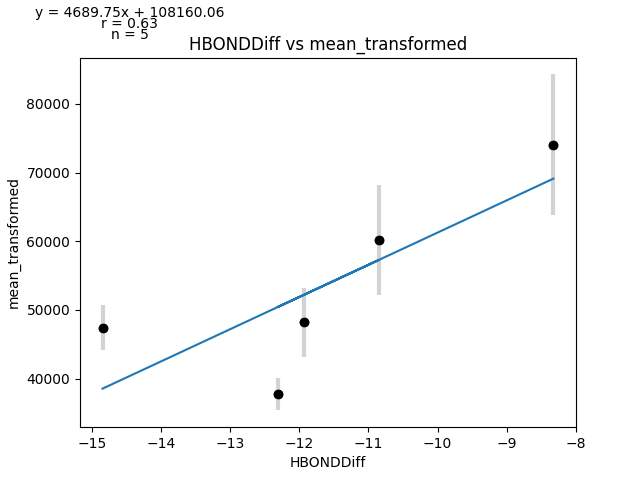 y = 4689.75x + 108160.06
r = 0.63
n = 5
HBONDDiff vs mean_transformed
mean_transformed
80000
70000
60000
50000
40000
−15
−14
−13
−12
−11
−10
−9
−8
HBONDDiff